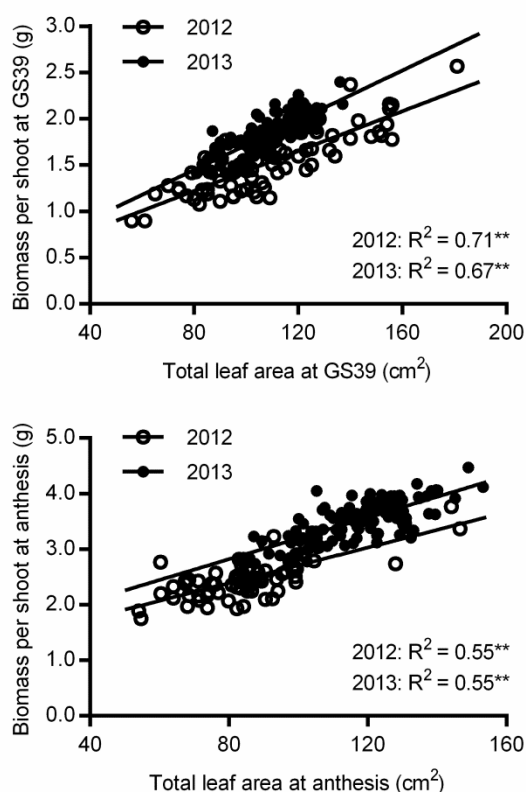 Biomass per shoot at GS39 (g)
3.0
2.5
2.0
1.5
1.0
0.5
0.0
2012
2013
2012: R² = 0.71**
2013: R² = 0.67**
40 80 120 160 200
Total leaf area at GS39 (cm²)
Biomass per shoot at anthesis (g)
5.0
4.0
3.0
2.0
1.0
0.0
2012
2013
2012: R² = 0.55**
2013: R² = 0.55**
40 80 120 160
Total leaf area at anthesis (cm²)